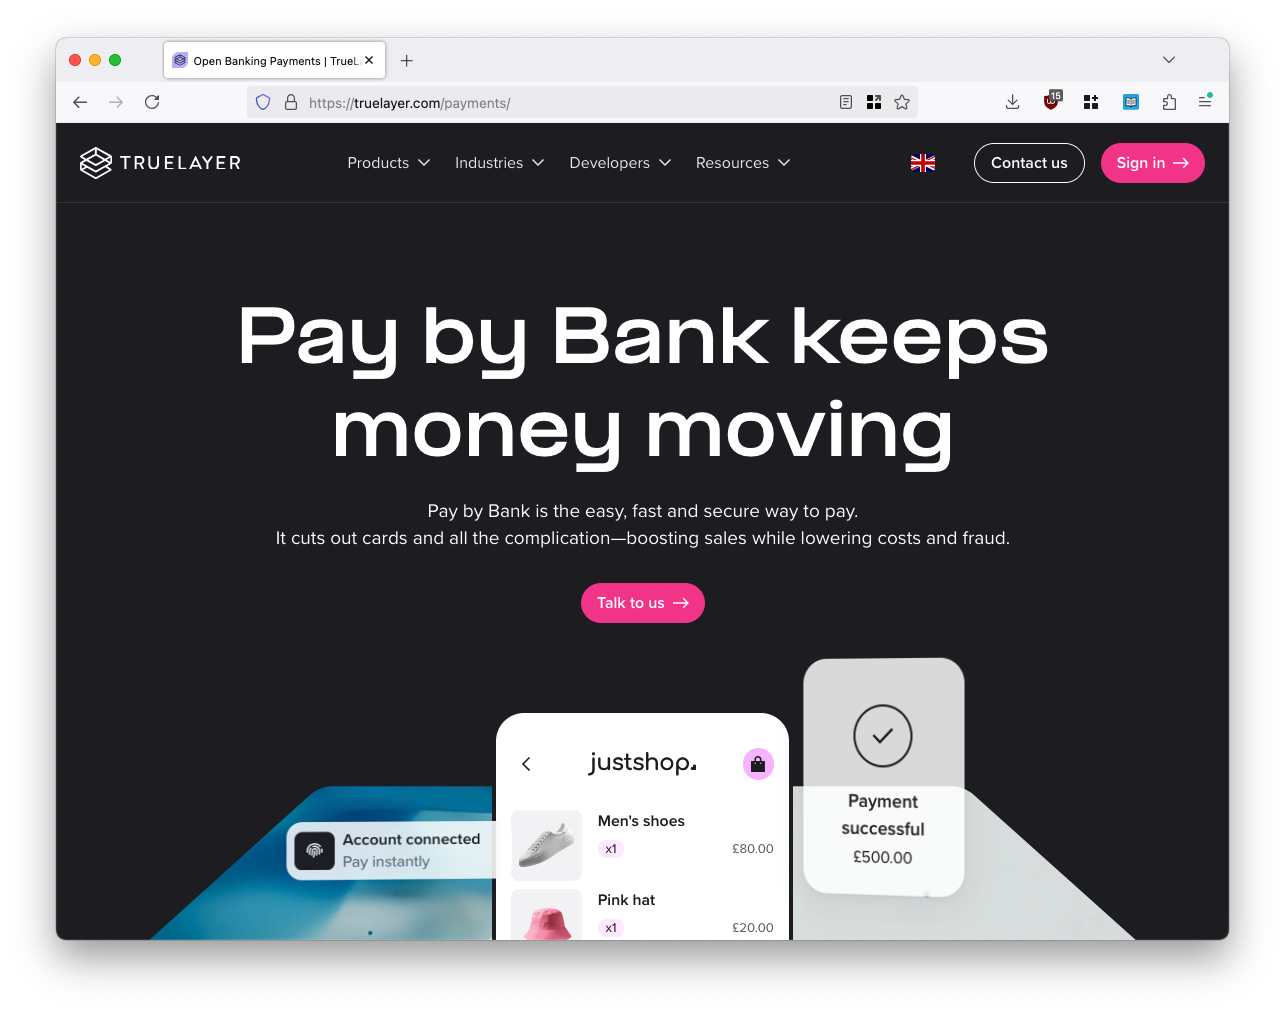 Open Banking Payments | TrueL
https://truelayer.com/payments/
15
TRUELAYER
Products
Industries
Developers
Resources
Contact us
Sign in
Pay by Bank keeps
money moving
Pay by Bank is the easy, fast and secure way to pay.
It cuts out cards and all the complication—boosting sales while lowering costs and fraud.
Talk to us
justshop.
Account connected
Pay instantly
Men's shoes
x1
£80.00
Pink hat
x1
£20.00
Payment
successful
£500.00